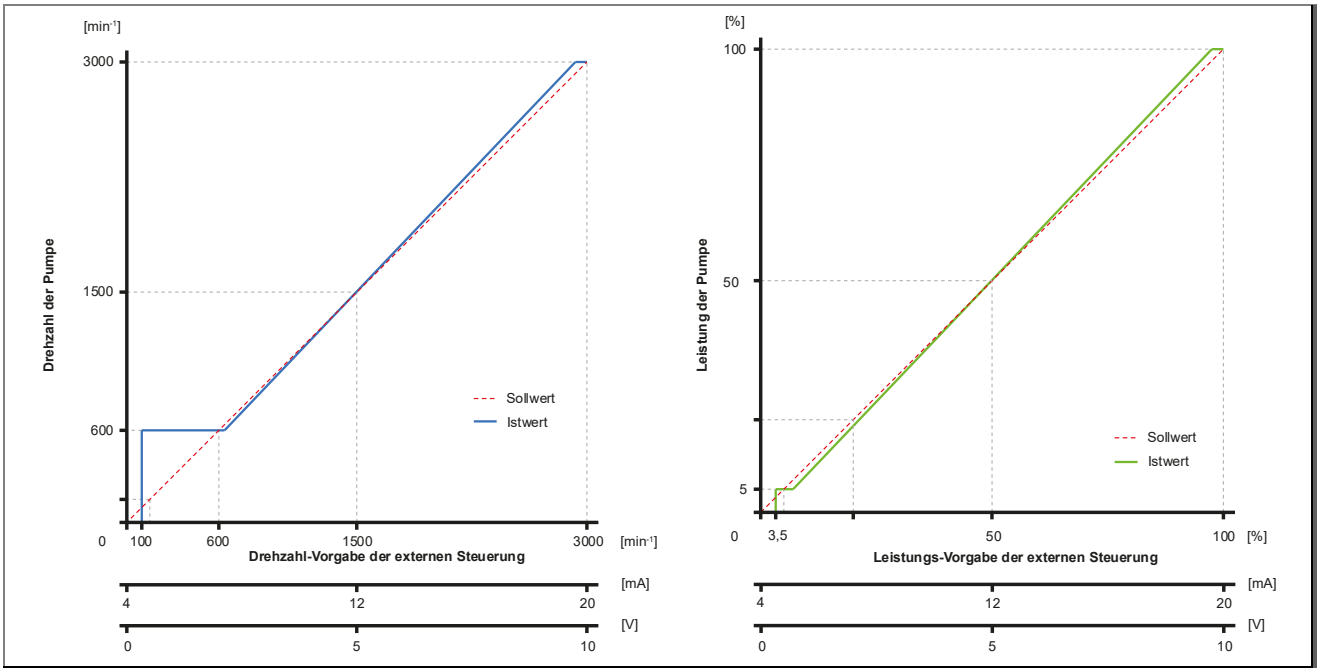 [min⁻¹]
3000
1500
600
Drehzahl der Pumpe
Sollwert
Istwert
0 100 600 1500 3000 [min⁻¹]
Drehzahl-Vorgabe der externen Steuerung
4 12 20 [mA]
0 5 10 [V]
[%]
100
50
5
Leistung der Pumpe
Sollwert
Istwert
0 3,5 50 100 [%]
Leistungs-Vorgabe der externen Steuerung
4 12 20 [mA]
0 5 10 [V]